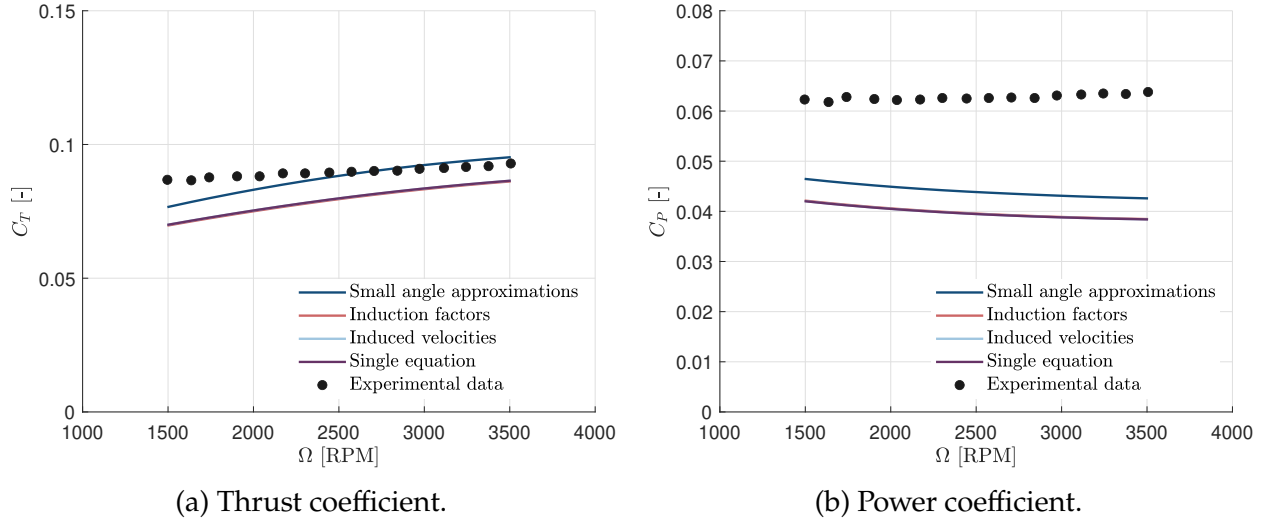 0.15
0.1
0.05
0
C_T [-]
1000 1500 2000 2500 3000 3500 4000
Ω [RPM]
Small angle approximations
Induction factors
Induced velocities
Single equation
Experimental data
(a) Thrust coefficient.
0.08
0.07
0.06
0.05
0.04
0.03
0.02
0.01
0
C_P [-]
1000 1500 2000 2500 3000 3500 4000
Ω [RPM]
Small angle approximations
Induction factors
Induced velocities
Single equation
Experimental data
(b) Power coefficient.